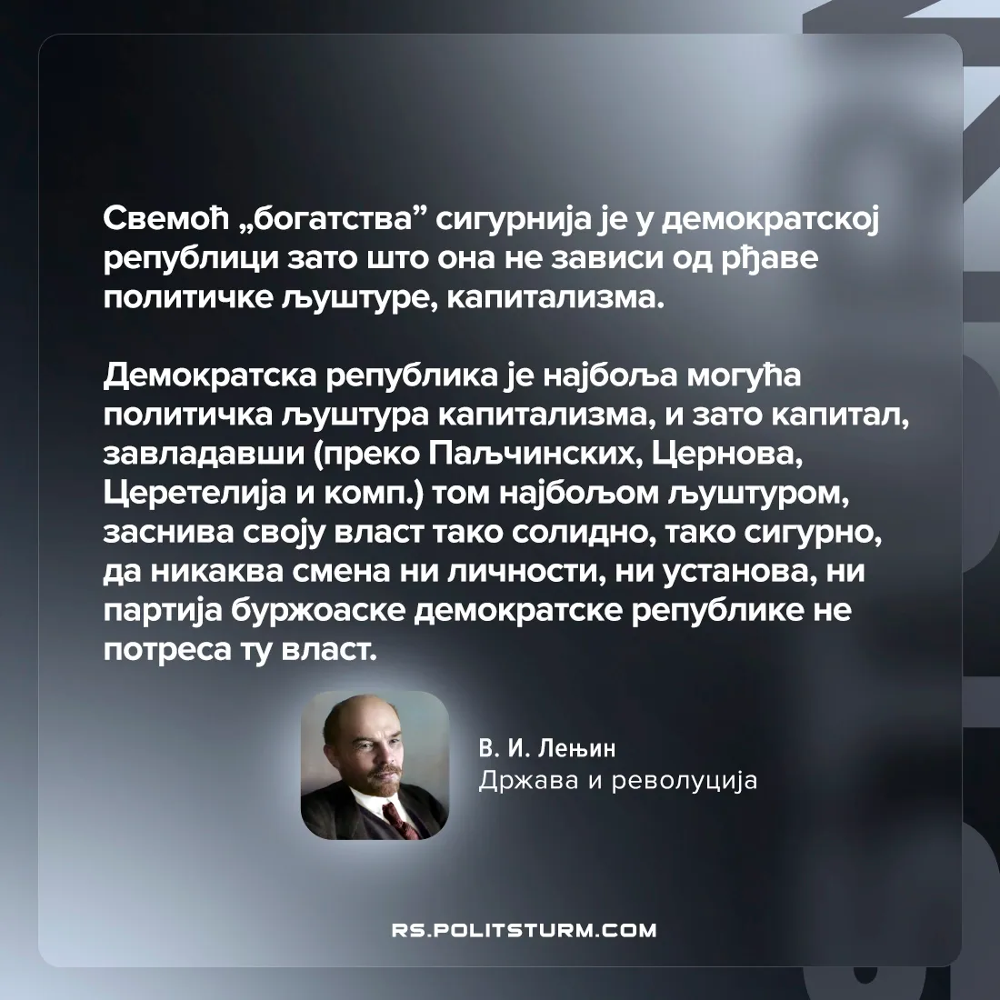 Свемоћ „богатства” сигурнија је у демократској
републици зато што она не зависи од рђаве
политичке љуштуре, капитализма.
Демократска република је најбоља могућа
политичка љуштура капитализма, и зато капитал,
завладавши (преко Паљчинских, Цернова,
Церетелија и комп.) том најбољом љуштуром,
заснива своју власт тако солидно, тако сигурно,
да никаква смена ни личности, ни установа, ни
партија буржоаске демократске републике не
потреса ту власт.
В. И. Лењин
Држава и револуција
RS.POLITSTURM.COM